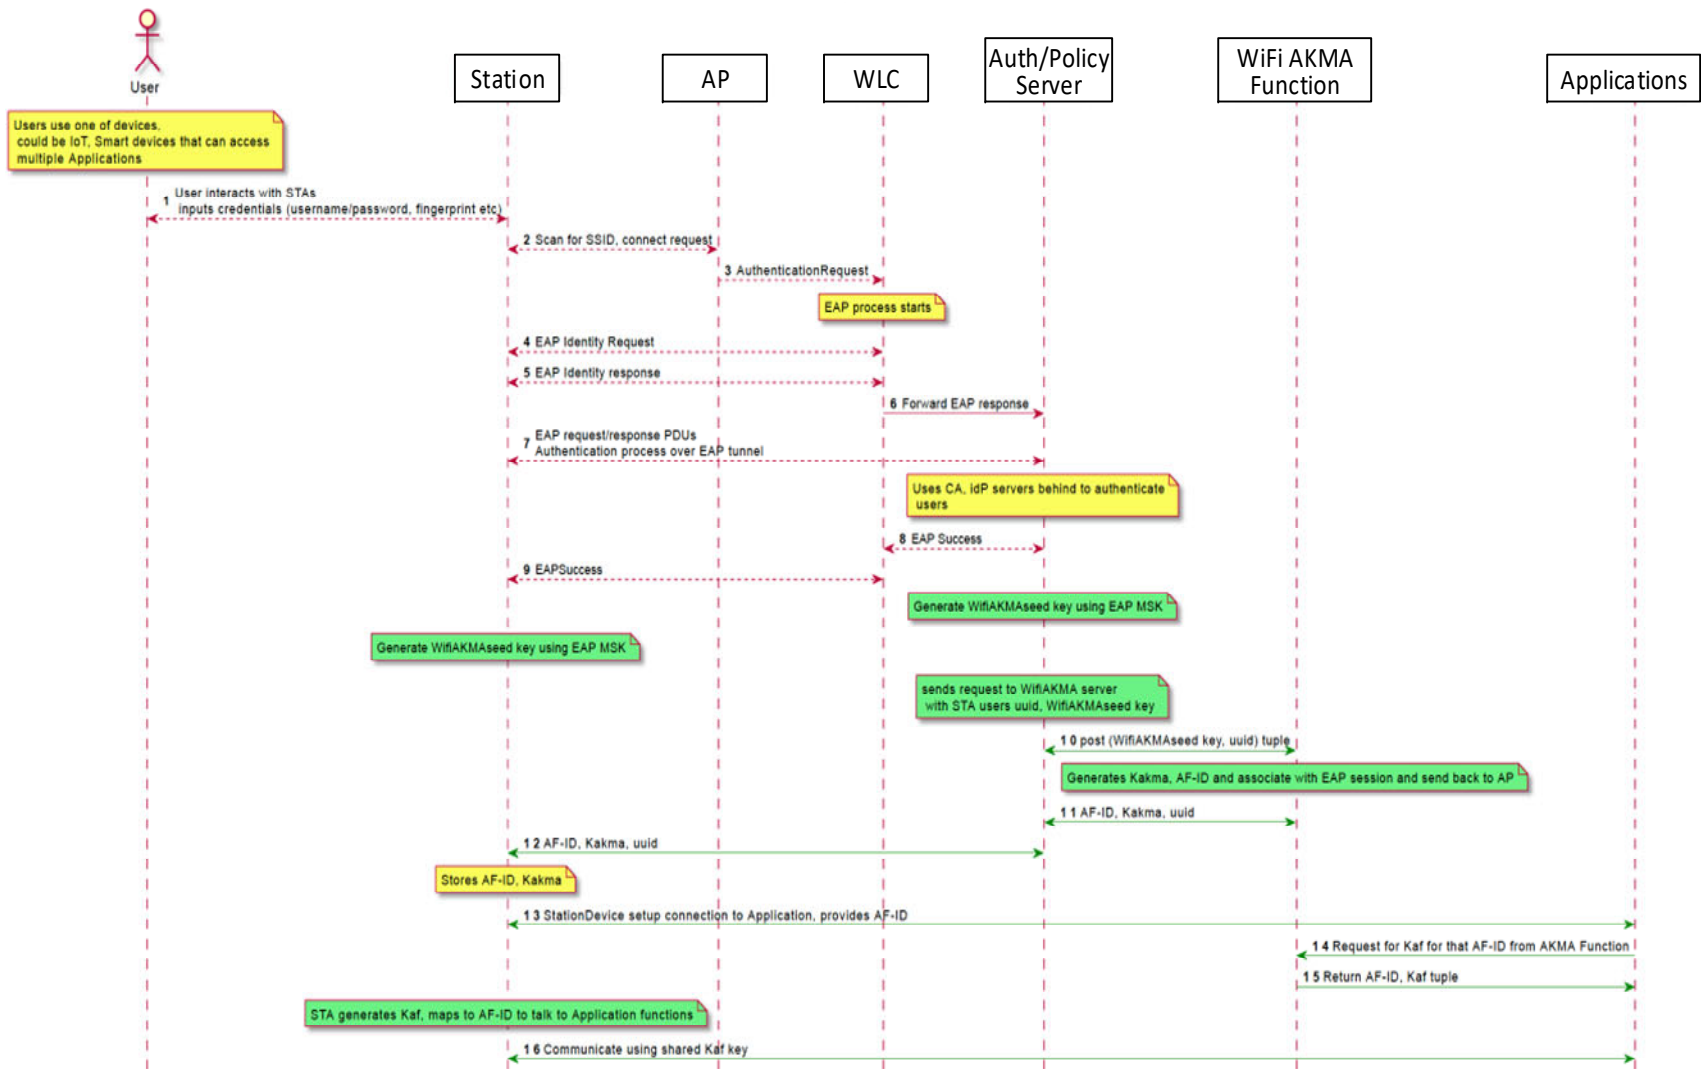 User
Station
AP
WLC
Auth/Policy
Server
WiFi AKMA
Function
Applications
Users use one of devices,
could be IoT, Smart devices that can access
multiple Applications
1 User interacts with STAs
inputs credentials (username/password, fingerprint etc)
2 Scan for SSID, connect request
3 AuthenticationRequest
EAP process starts
4 EAP Identity Request
5 EAP Identity response
6 Forward EAP response
7 EAP request/response PDUs
Authentication process over EAP tunnel
Uses CA, idP servers behind to authenticate
users
8 EAP Success
9 EAPSuccess
Generate WifiAKMAseed key using EAP MSK
Generate WifiAKMAseed key using EAP MSK
sends request to WifiAKMA server
with STA users uuid, WifiAKMAseed key
10 post (WifiAKMAseed key, uuid) tuple
Generates Kakma, AF-ID and associate with EAP session and send back to AP
11 AF-ID, Kakma, uuid
12 AF-ID, Kakma, uuid
Stores AF-ID, Kakma
13 StationDevice setup connection to Application, provides AF-ID
14 Request for Kaf for that AF-ID from AKMA Function
15 Return AF-ID, Kaf tuple
STA generates Kaf, maps to AF-ID to talk to Application functions
16 Communicate using shared Kaf key